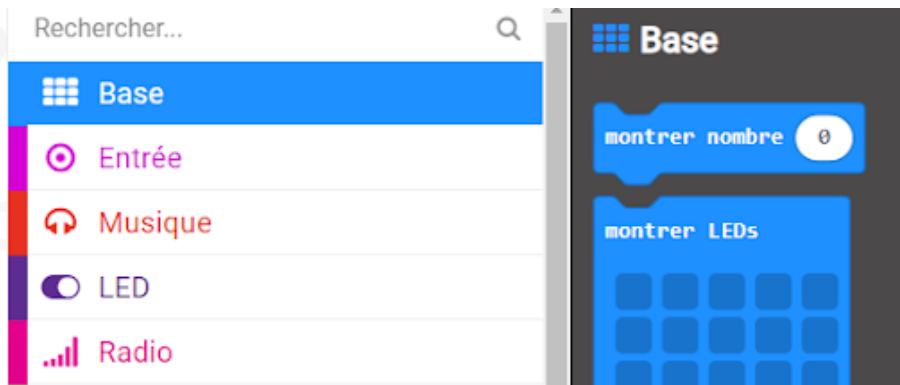 Rechercher...
Base
Entrée
Musique
LED
Radio
Base
montrer nombre 0
montrer LEDs